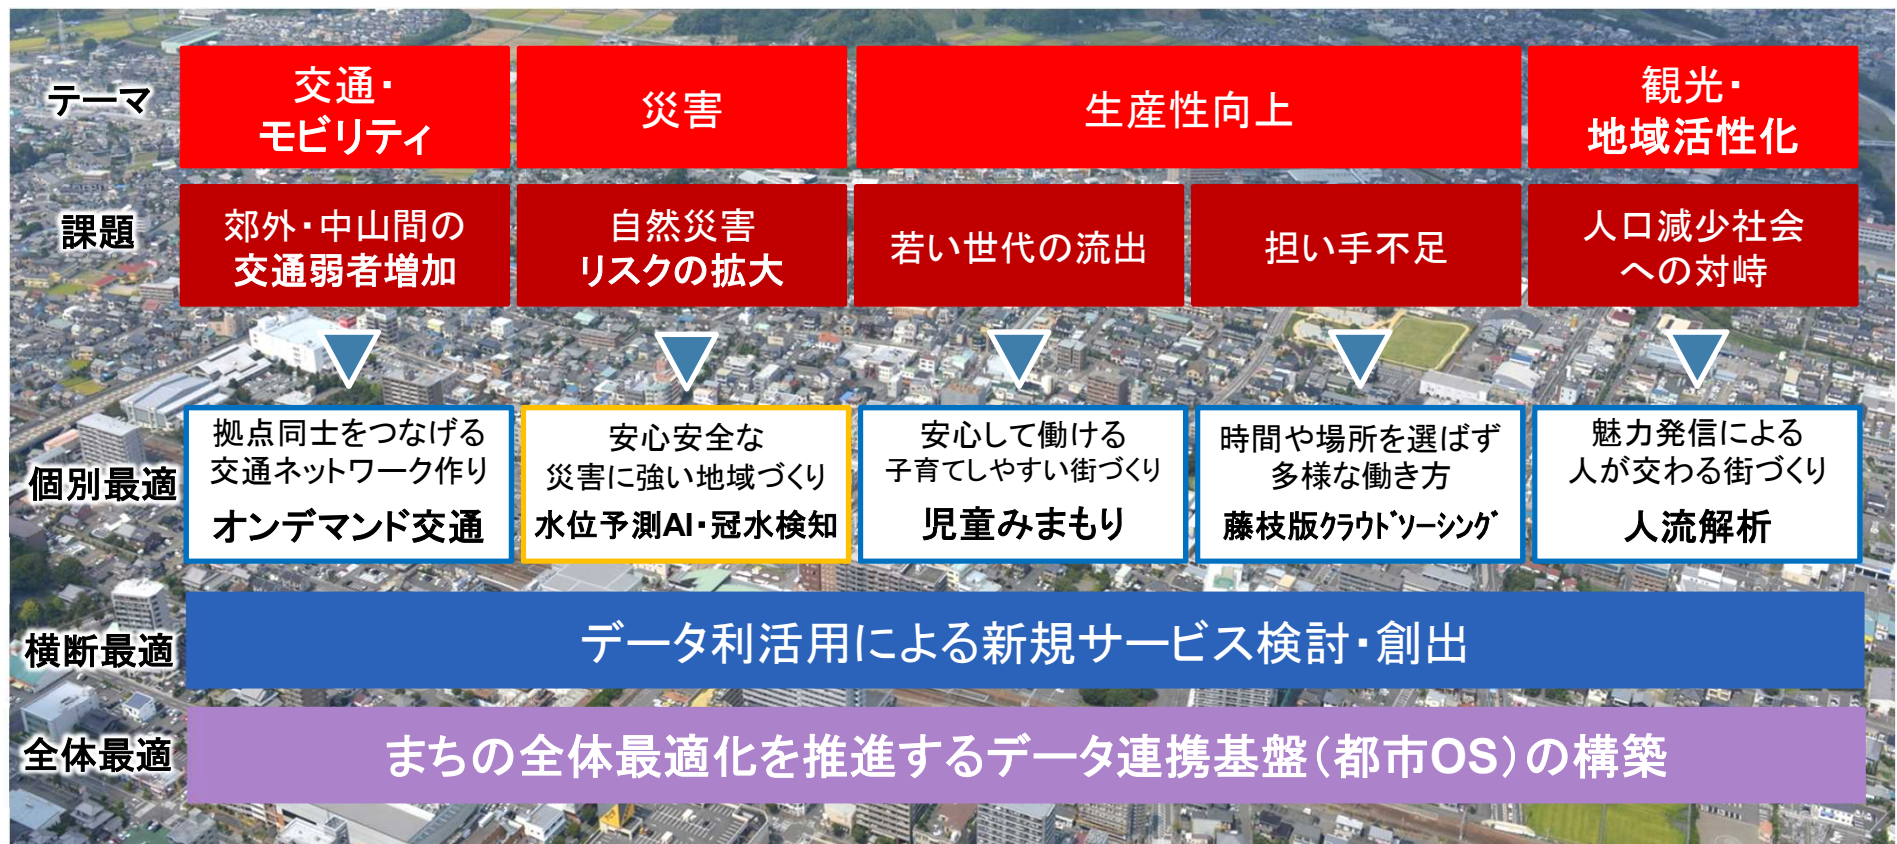 テーマ
交通・
モビリティ
災害
生産性向上
観光・
地域活性化
課題
郊外・中山間の
交通弱者増加
自然災害
リスクの拡大
若い世代の流出
担い手不足
人口減少社会
への対峙
個別最適
拠点同士をつなげる
交通ネットワーク作り
オンデマンド交通
安心安全な
災害に強い地域づくり
水位予測AI・冠水検知
安心して働ける
子育てしやすい街づくり
児童みまもり
時間や場所を選ばず
多様な働き方
藤枝版ｸﾗｳﾄﾞｿｰｼﾝｸﾞ
魅力発信による
人が交わる街づくり
人流解析
横断最適
データ利活用による新規サービス検討・創出
全体最適
まちの全体最適化を推進するデータ連携基盤（都市OS）の構築